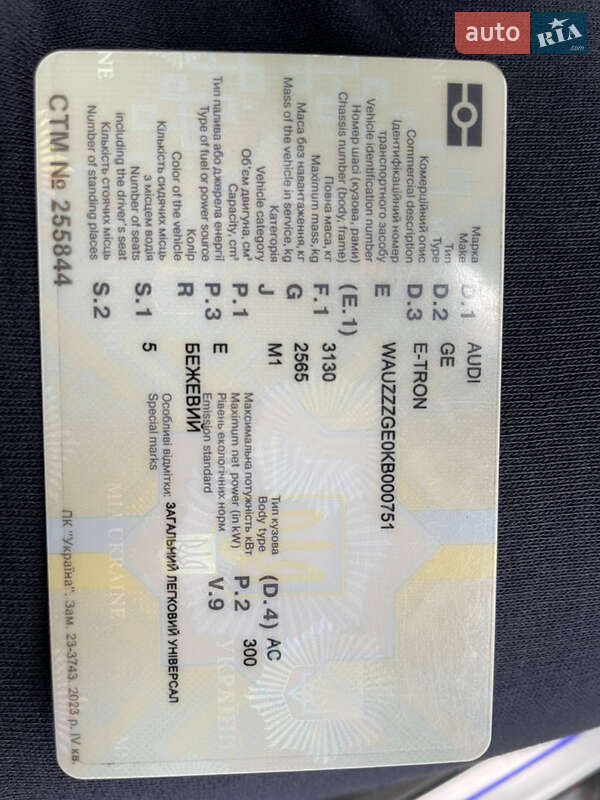 auto RIA .com
Марка
Make
D.1 AUDI
Тип
Type
D.2 GE
Комерційний опис
Commercial description
D.3 E-TRON
Ідентифікаційний номер
транспортного засобу
Vehicle identification number
E WAUZZZGE0KB000751
Номер шасі (кузова, рами)
Chassis number (body, frame)
(E.1)
Повна маса, кг
Maximum mass, kg
F.1 3130
Маса без навантаження, кг
Mass of the vehicle in service, kg
G 2565
Категорія
Vehicle category
J M1
Тип кузова
Body type
(D.4) AC
Об'єм двигуна, см³
Capacity, cm³
P.1
Максимальна потужність кВт
Maximum net power (in kW)
P.2 300
Тип палива або джерела енергії
Type of fuel or power source
P.3 E
Рівень екологічних норм
Emission standard
V.9
Колір
Color of the vehicle
R БЕЖЕВИЙ
Кількість сидячих місць
з місцем водія
Number of seats
including the driver's seat
S.1 5
Особливі відмітки: ЗАГАЛЬНИЙ ЛЕГКОВИЙ УНІВЕРСАЛ
Special marks
Кількість стоячих місць
Number of standing places
S.2
СТМ № 255844
ПК "Україна". Зам. 23-3743. 2023 р. IV кв.